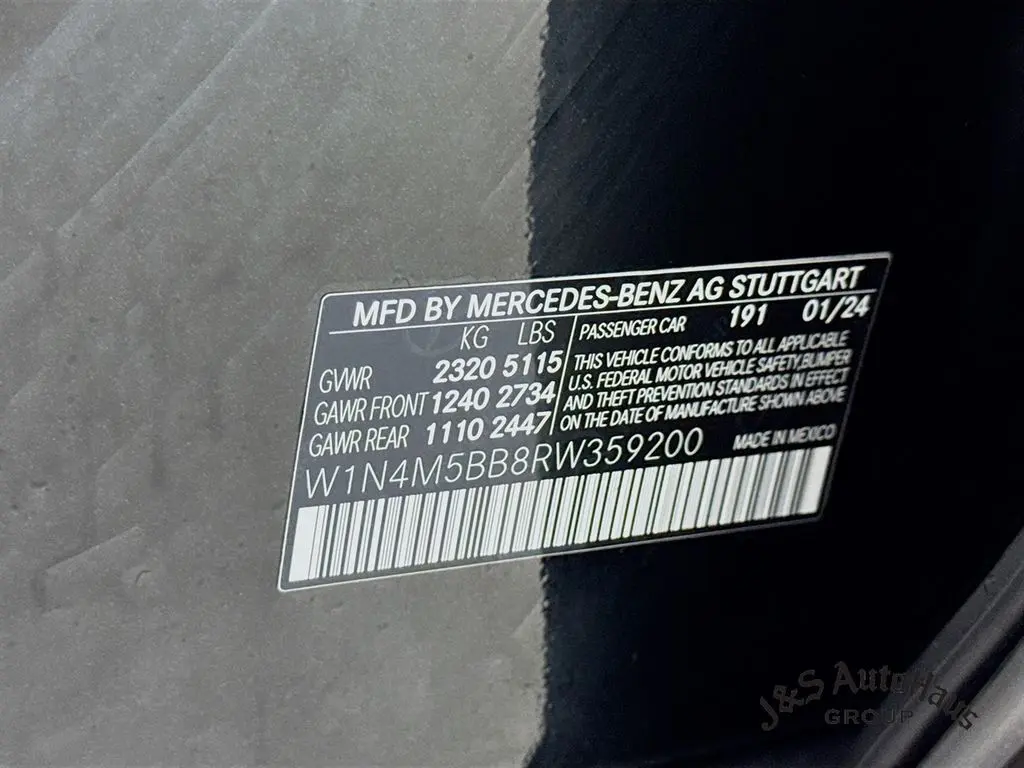 MFD BY MERCEDES-BENZ AG STUTTGART
KG LBS
GVWR 2320 5115
GAWR FRONT 1240 2734
GAWR REAR 1110 2447
PASSENGER CAR 191 01/24
THIS VEHICLE CONFORMS TO ALL APPLICABLE
U.S. FEDERAL MOTOR VEHICLE SAFETY,BUMPER
AND THEFT PREVENTION STANDARDS IN EFFECT
ON THE DATE OF MANUFACTURE SHOWN ABOVE
W1N4M5BB8RW359200
MADE IN MEXICO
J&S AutoHaus
GROUP